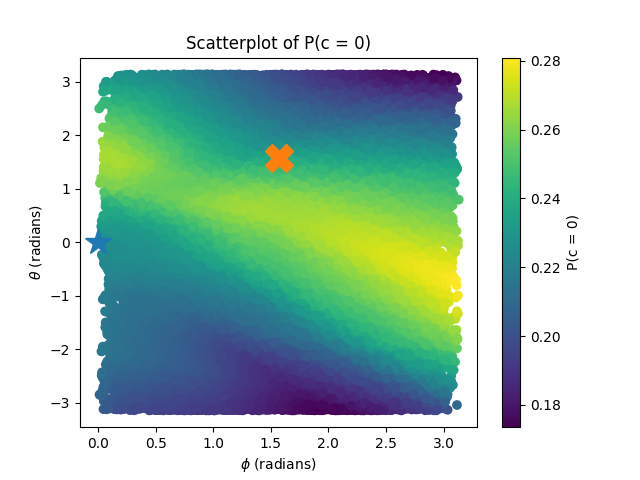 Scatterplot of P(c = 0)
θ (radians)
3
2
1
0
−1
−2
−3
0.0 0.5 1.0 1.5 2.0 2.5 3.0
ϕ (radians)
0.28
0.26
0.24
0.22
0.20
0.18
P(c = 0)